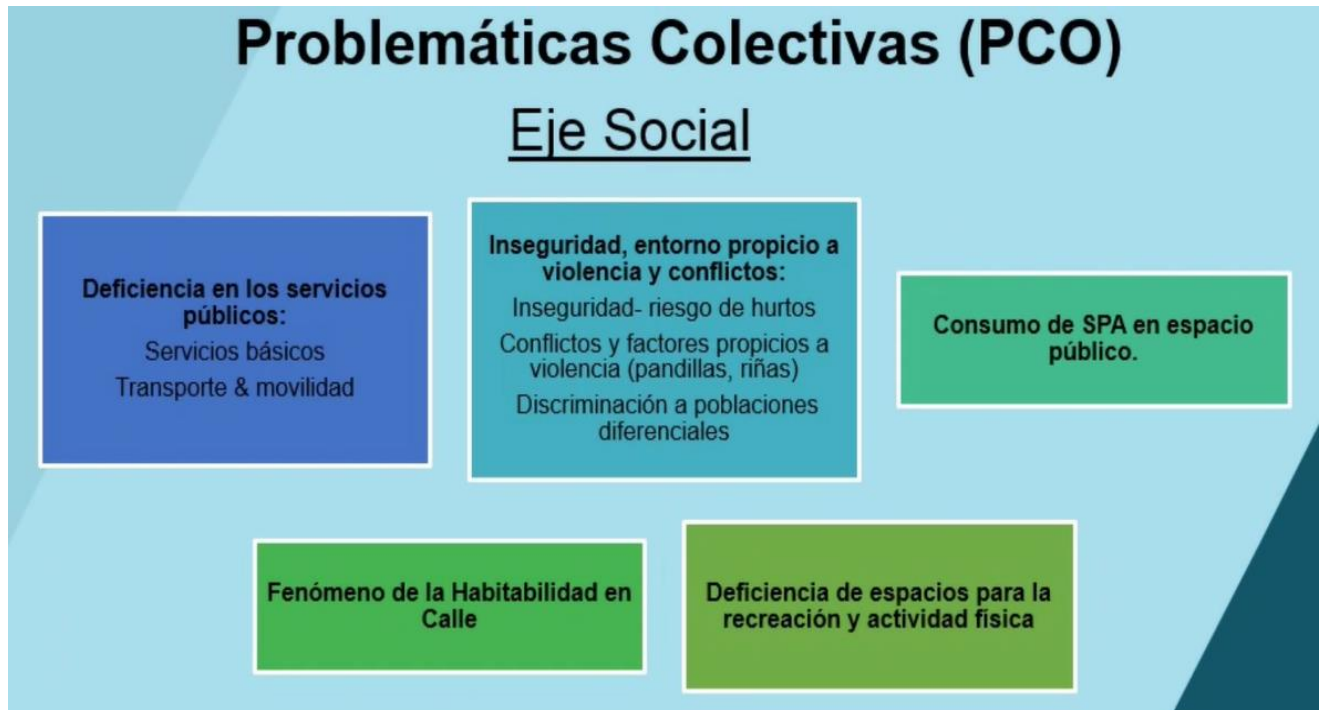 Problemáticas Colectivas (PCO)
Eje Social
Deficiencia en los servicios
públicos:
Servicios básicos
Transporte & movilidad
Inseguridad, entorno propicio a
violencia y conflictos:
Inseguridad- riesgo de hurtos
Conflictos y factores propicios a
violencia (pandillas, riñas)
Discriminación a poblaciones
diferenciales
Consumo de SPA en espacio
público.
Fenómeno de la Habitabilidad en
Calle
Deficiencia de espacios para la
recreación y actividad física